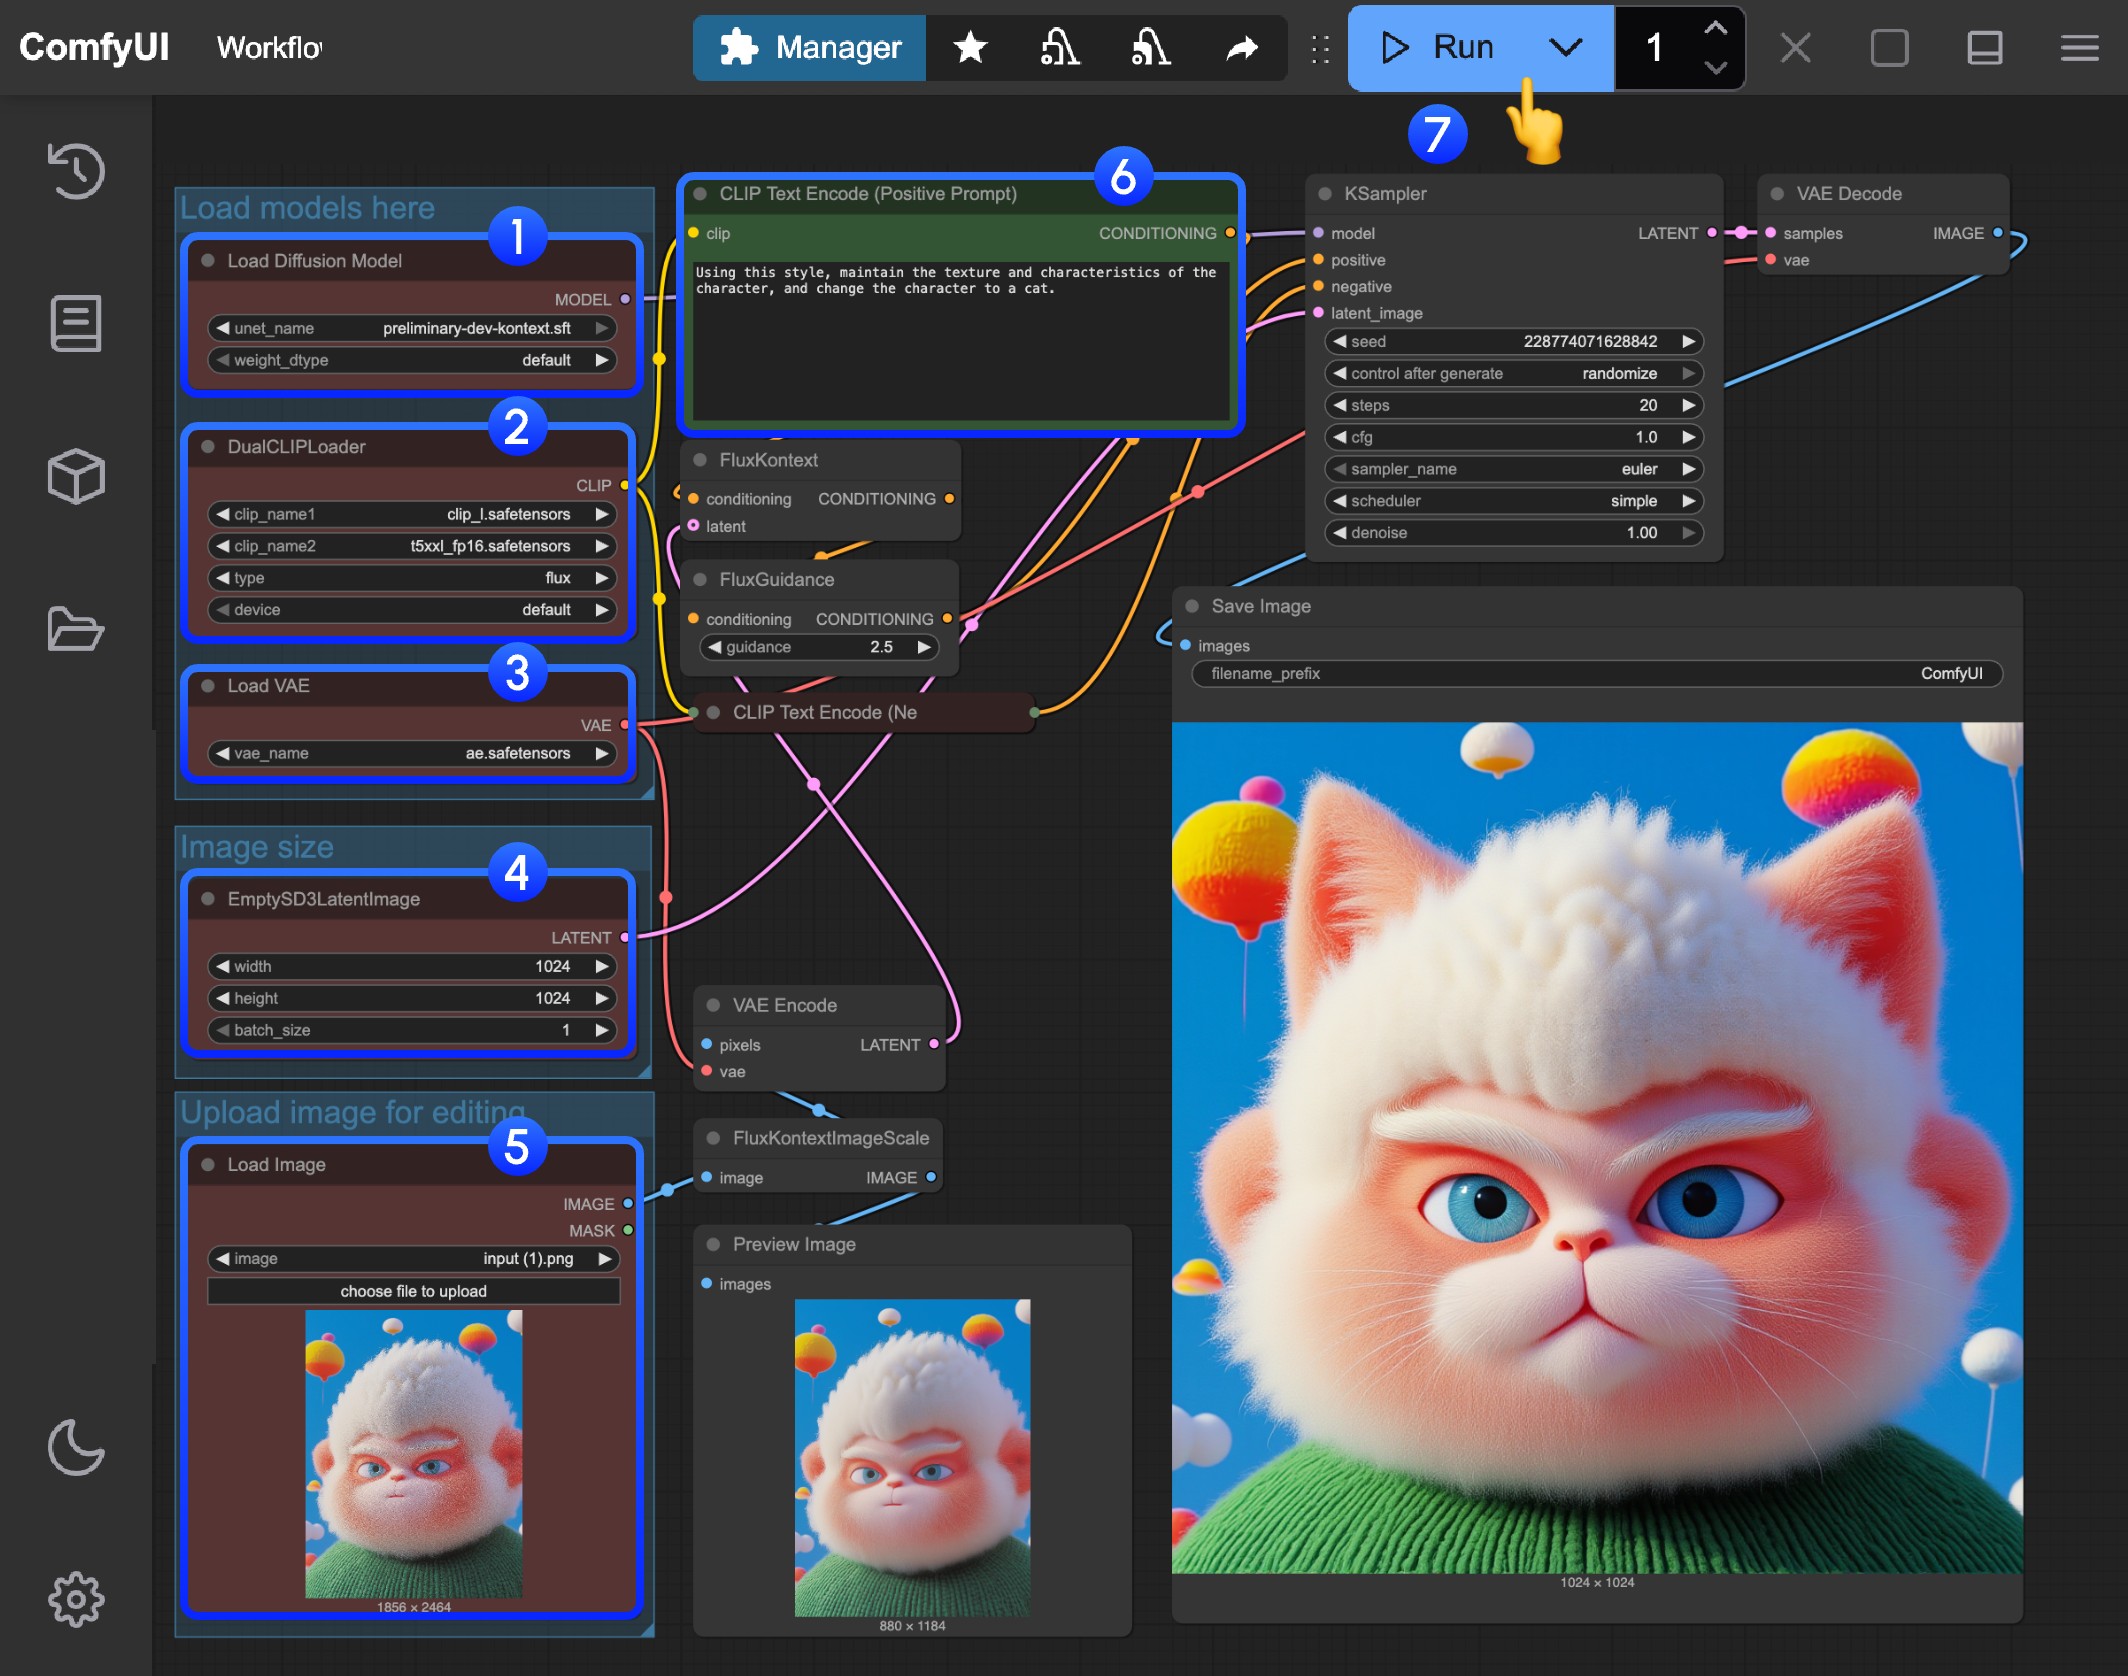 ComfyUI
Workflo
Manager
Run
1
7
Load models here
1
Load Diffusion Model
MODEL
unet_name preliminary-dev-kontext.sft
weight_dtype default
2
DualCLIPLoader
CLIP
clip_name1 clip_l.safetensors
clip_name2 t5xxl_fp16.safetensors
type flux
device default
3
Load VAE
VAE
vae_name ae.safetensors
Image size
4
EmptySD3LatentImage
LATENT
width 1024
height 1024
batch_size 1
Upload image for editing
5
Load Image
IMAGE
MASK
image input (1).png
choose file to upload
1856 × 2464
6
CLIP Text Encode (Positive Prompt)
clip CONDITIONING
Using this style, maintain the texture and characteristics of the
character, and change the character to a cat.
FluxKontext
conditioning CONDITIONING
latent
FluxGuidance
conditioning CONDITIONING
guidance 2.5
CLIP Text Encode (Ne
VAE Encode
pixels LATENT
vae
FluxKontextImageScale
image IMAGE
Preview Image
images
880 × 1184
KSampler
model LATENT
positive
negative
latent_image
seed 228774071628842
control after generate randomize
steps 20
cfg 1.0
sampler_name euler
scheduler simple
denoise 1.00
VAE Decode
samples IMAGE
vae
Save Image
images
filename_prefix ComfyUI
1024 × 1024